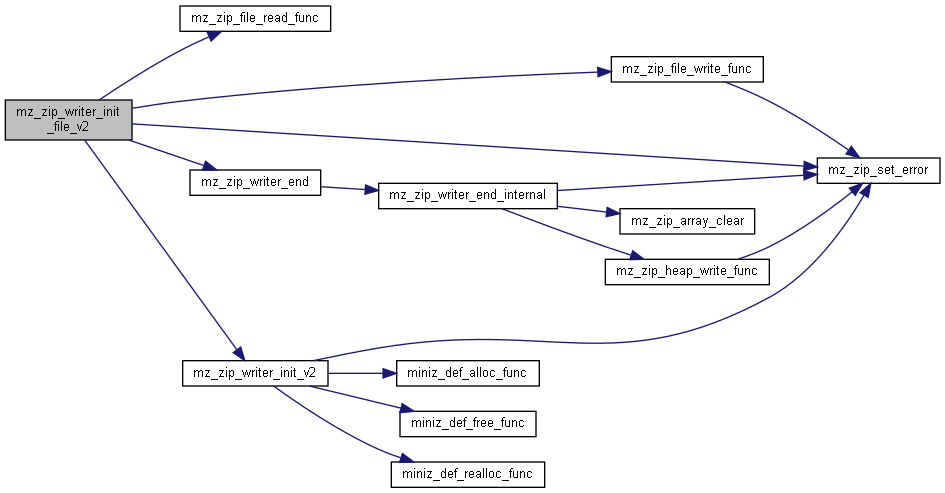 mz_zip_file_read_func
mz_zip_file_write_func
mz_zip_writer_init
_file_v2
mz_zip_set_error
mz_zip_writer_end
mz_zip_writer_end_internal
mz_zip_array_clear
mz_zip_heap_write_func
mz_zip_writer_init_v2
miniz_def_alloc_func
miniz_def_free_func
miniz_def_realloc_func